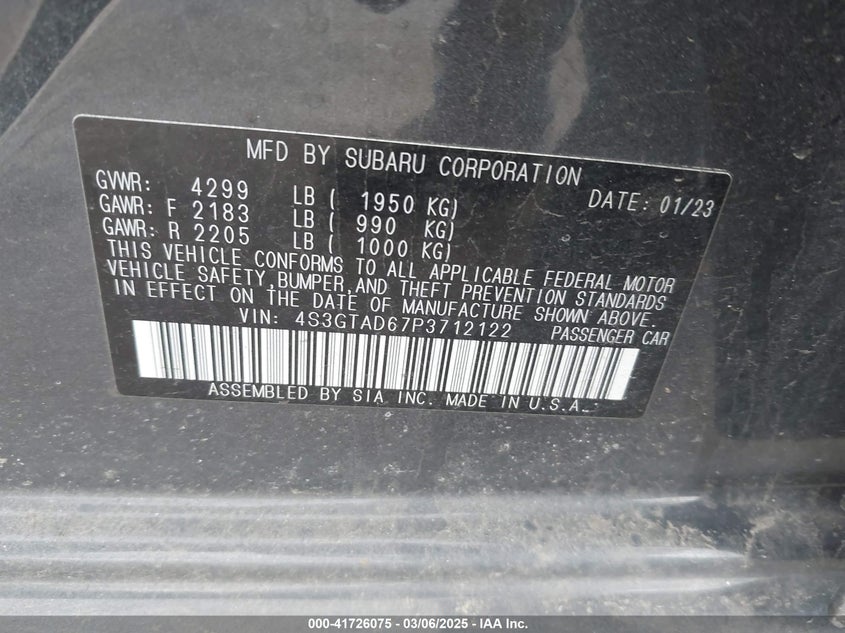 MFD BY SUBARU CORPORATION
GVWR: 4299 LB ( 1950 KG) DATE: 01/23
GAWR: F 2183 LB ( 990 KG)
GAWR: R 2205 LB ( 1000 KG)
THIS VEHICLE CONFORMS TO ALL APPLICABLE FEDERAL MOTOR
VEHICLE SAFETY, BUMPER, AND THEFT PREVENTION STANDARDS
IN EFFECT ON THE DATE OF MANUFACTURE SHOWN ABOVE.
VIN: 4S3GTAD67P3712122 PASSENGER CAR
ASSEMBLED BY SIA INC. MADE IN U.S.A.
000-41726075 - 03/06/2025 - IAA Inc.